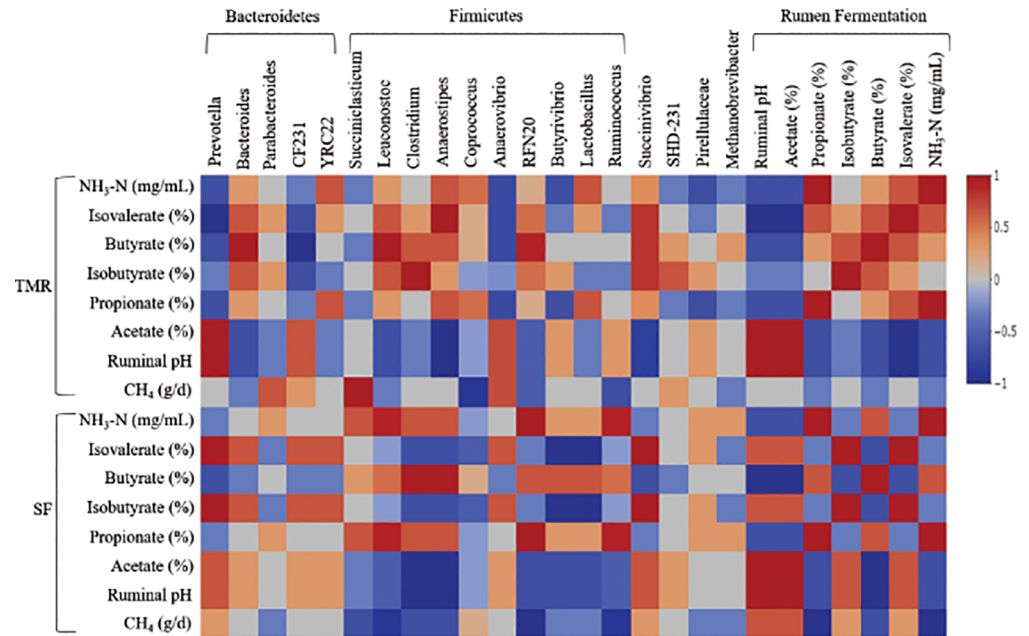 Bacteroidetes
Firmicutes
Rumen Fermentation
Prevotella
Bacteroides
Parabacteroides
CF231
YRC22
Succiniclasticum
Leuconostoc
Clostridium
Anaerostipes
Coprococcus
Anaerovibrio
RFN20
Butyrivibrio
Lactobacillus
Ruminococcus
Succinivibrio
SHD-231
Pirellulaceae
Methanobrevibacter
Ruminal pH
Acetate (%)
Propionate (%)
Isobutyrate (%)
Butyrate (%)
Isovalerate (%)
NH₃-N (mg/mL)
TMR
NH₃-N (mg/mL)
Isovalerate (%)
Butyrate (%)
Isobutyrate (%)
Propionate (%)
Acetate (%)
Ruminal pH
CH₄ (g/d)
SF
NH₃-N (mg/mL)
Isovalerate (%)
Butyrate (%)
Isobutyrate (%)
Propionate (%)
Acetate (%)
Ruminal pH
CH₄ (g/d)
1
0.5
0
−0.5
−1